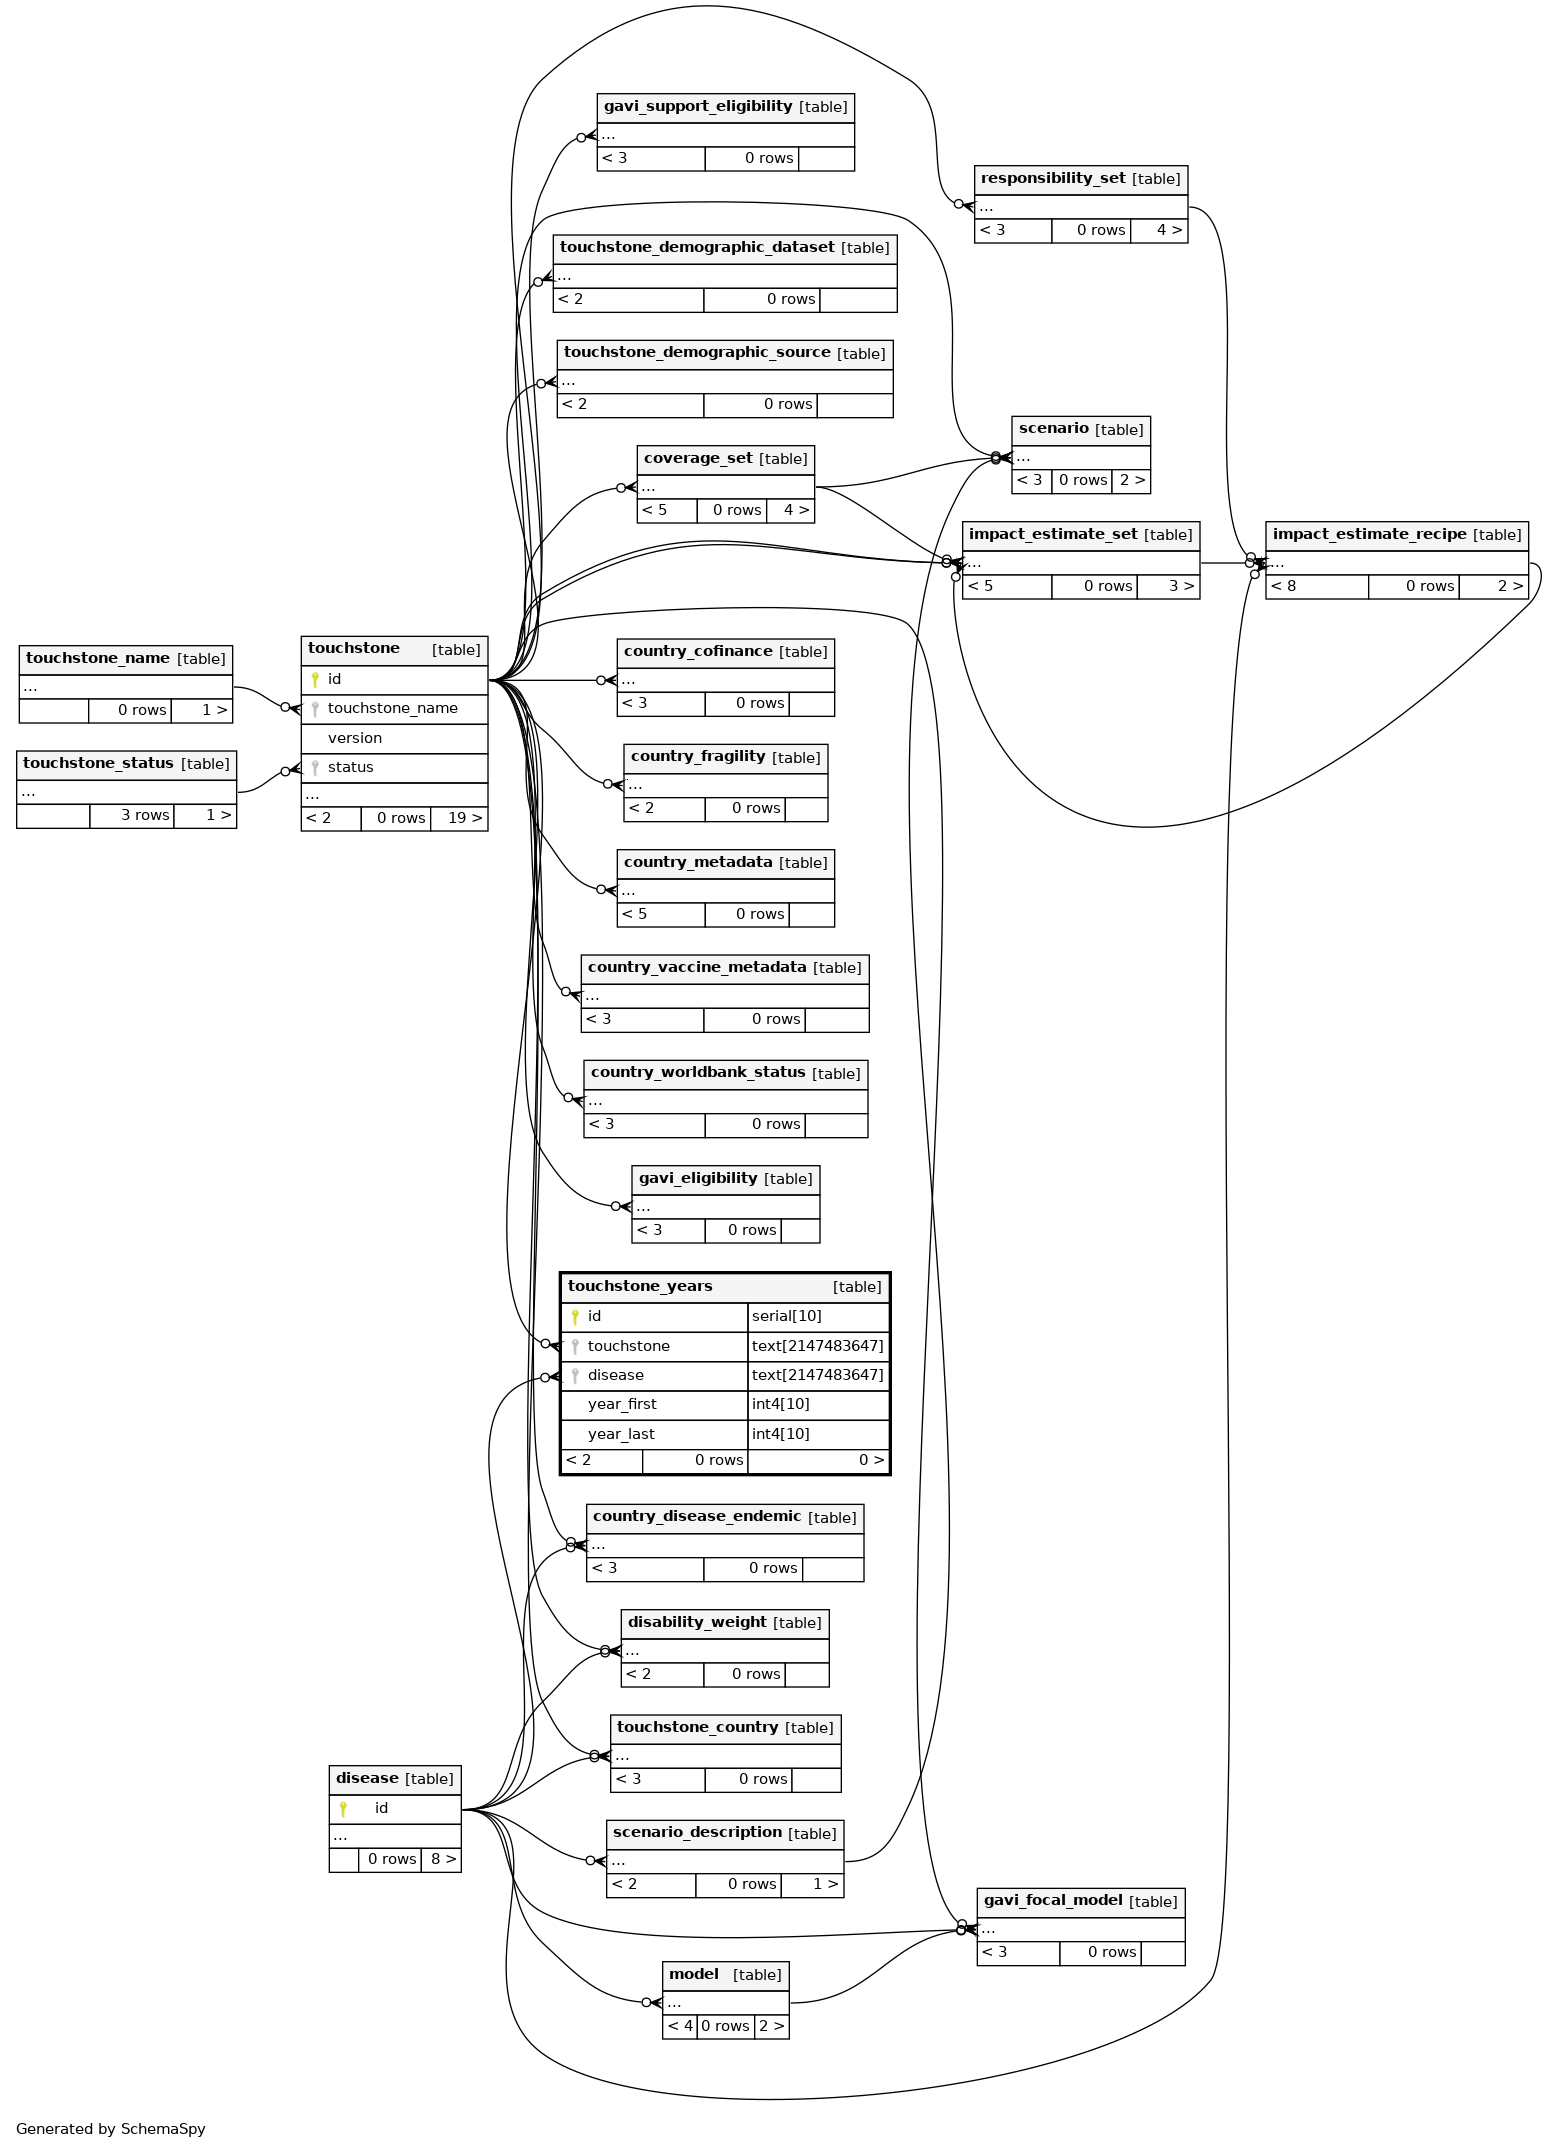 gavi_support_eligibility [table]
...
< 3 0 rows
responsibility_set [table]
...
< 3 0 rows 4 >
touchstone_demographic_dataset [table]
...
< 2 0 rows
touchstone_demographic_source [table]
...
< 2 0 rows
scenario [table]
...
< 3 0 rows 2 >
coverage_set [table]
...
< 5 0 rows 4 >
impact_estimate_set [table]
...
< 5 0 rows 3 >
impact_estimate_recipe [table]
...
< 8 0 rows 2 >
touchstone_name [table]
...
0 rows 1 >
touchstone_status [table]
...
3 rows 1 >
touchstone [table]
id
touchstone_name
version
status
...
< 2 0 rows 19 >
country_cofinance [table]
...
< 3 0 rows
country_fragility [table]
...
< 2 0 rows
country_metadata [table]
...
< 5 0 rows
country_vaccine_metadata [table]
...
< 3 0 rows
country_worldbank_status [table]
...
< 3 0 rows
gavi_eligibility [table]
...
< 3 0 rows
touchstone_years [table]
id serial[10]
touchstone text[2147483647]
disease text[2147483647]
year_first int4[10]
year_last int4[10]
< 2 0 rows 0 >
country_disease_endemic [table]
...
< 3 0 rows
disability_weight [table]
...
< 2 0 rows
touchstone_country [table]
...
< 3 0 rows
disease [table]
id
...
0 rows 8 >
scenario_description [table]
...
< 2 0 rows 1 >
gavi_focal_model [table]
...
< 3 0 rows
model [table]
...
< 4 0 rows 2 >
Generated by SchemaSpy